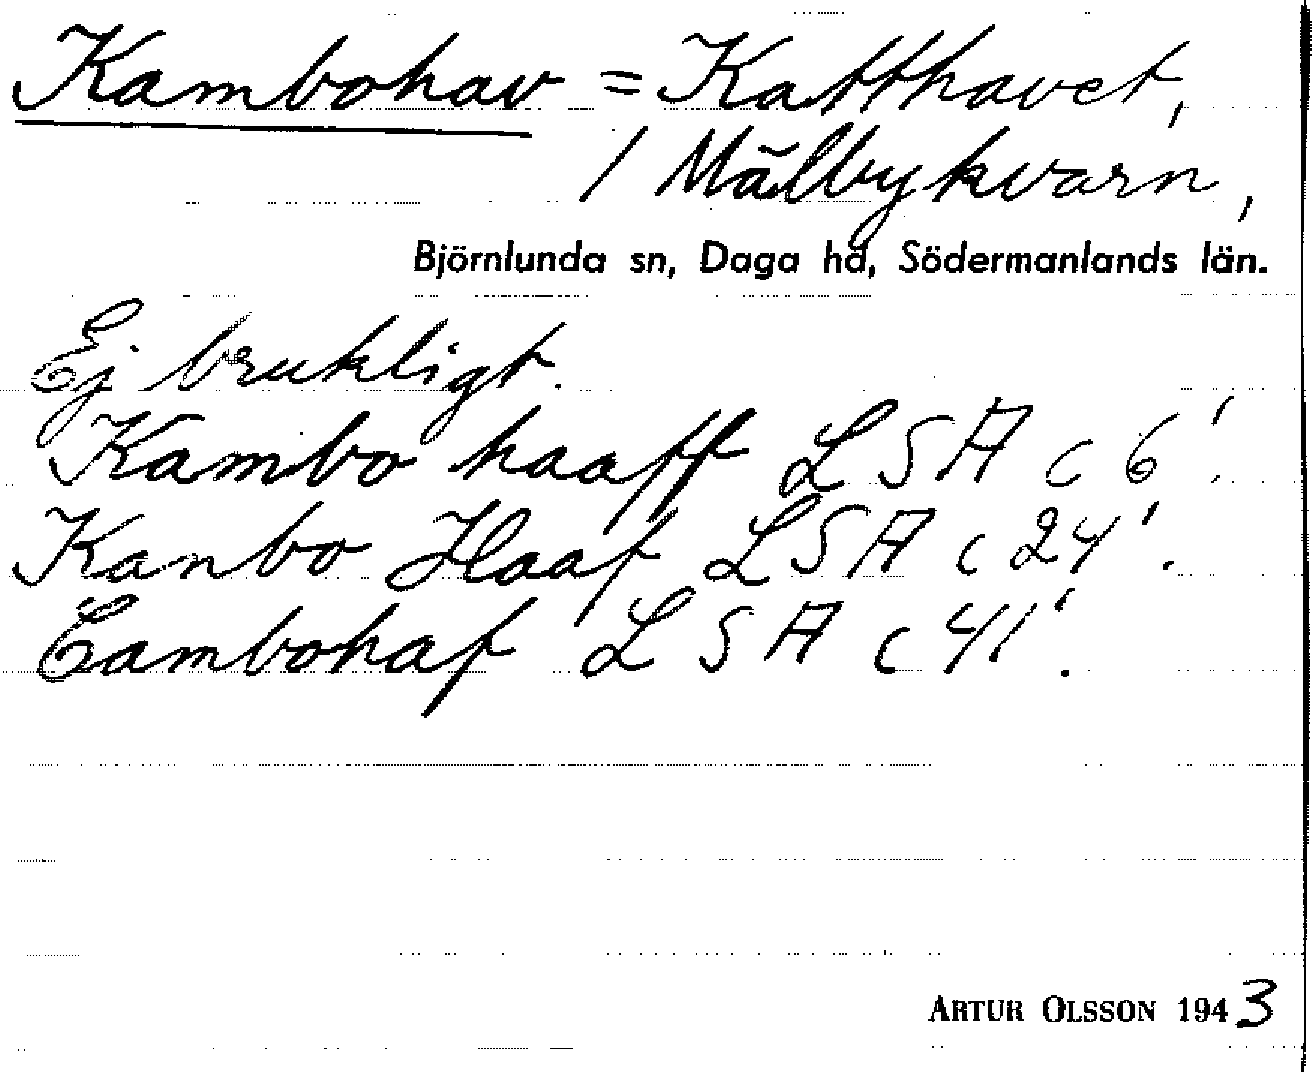 Kambohav = Katthavet,
/ Mälbykvarn,
Björnlunda sn, Daga hd, Södermanlands län.
Ej brukligt.
Kambo haaff LSA c 6'.
Kanbo Haaf LSA c 24'.
Cambohaf LSA c 41'.
ARTUR OLSSON 1943